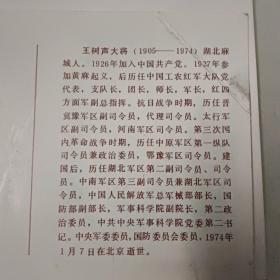 王树声大将(1905——1974)湖北麻
城人。1926年加入中国共产党。1927年参
加黄麻起义,后历任中国工农红军大队党
代表,支队长,团长,师长,军长,红四
方面军副总指挥。抗日战争时期,历任晋
冀豫军区副司令员,代理司令员。太行军
区副司令员,河南军区司令员。第三次国
内革命战争时期,历任中原军区第一纵队
司令员兼政治委员,鄂豫军区司令员。建
国后,历任湖北军区第二副司令员、司令
员。中南军区第三副司令员兼湖北军区司
令员,中国人民解放军总军械部部长,国
防部副部长,军事科学院副院长,第二政
治委员,中共中央军事科学院党委第二书
记。中央军委委员,国防委员会委员,1974年
1月7日在北京逝世。